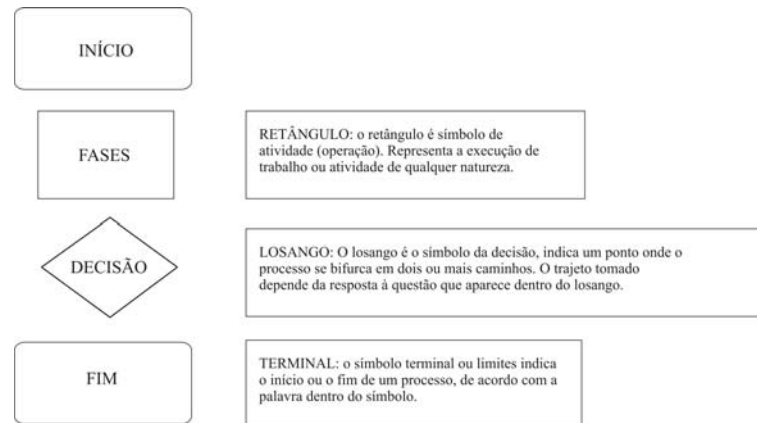 INÍCIO
FASES
RETÂNGULO: o retângulo é símbolo de
atividade (operação). Representa a execução de
trabalho ou atividade de qualquer natureza.
DECISÃO
LOSANGO: O losango é o símbolo da decisão, indica um ponto onde o
processo se bifurca em dois ou mais caminhos. O trajeto tomado
depende da resposta à questão que aparece dentro do losango.
FIM
TERMINAL: o símbolo terminal ou limites indica
o início ou o fim de um processo, de acordo com a
palavra dentro do símbolo.